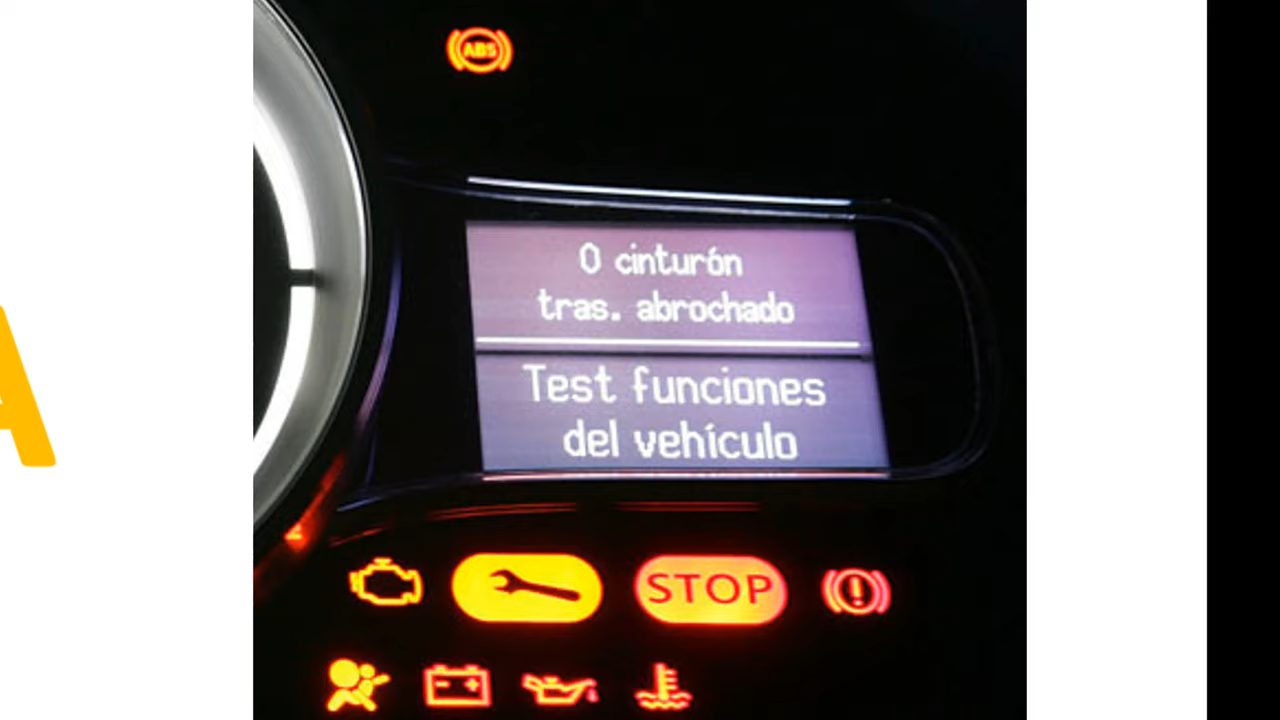 A
ABS
0 cinturón
tras. abrochado
Test funciones
del vehículo
STOP